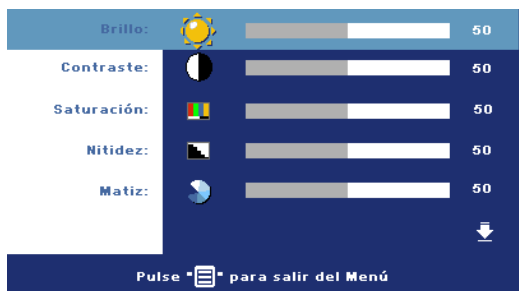 Brillo: 50
Contraste: 50
Saturación: 50
Nitidez: 50
Matiz: 50
Pulse "" para salir del Menú